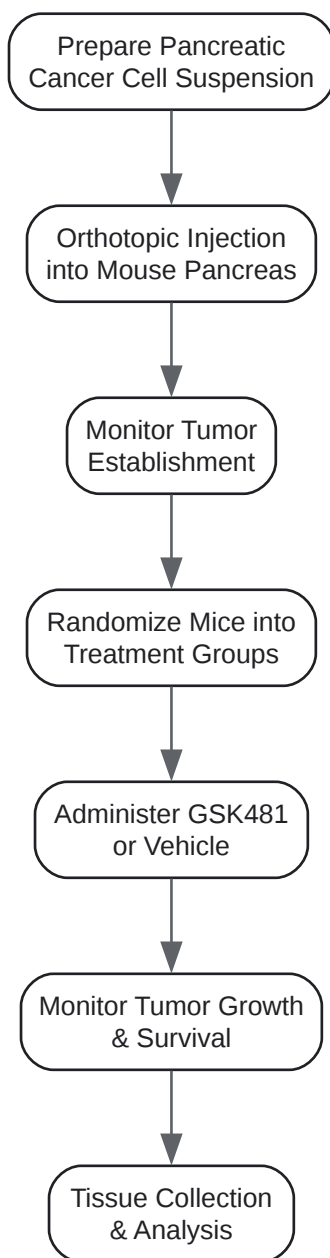 Prepare Pancreatic
Cancer Cell Suspension
Orthotopic Injection
into Mouse Pancreas
Monitor Tumor
Establishment
Randomize Mice into
Treatment Groups
Administer GSK481
or Vehicle
Monitor Tumor Growth
& Survival
Tissue Collection
& Analysis